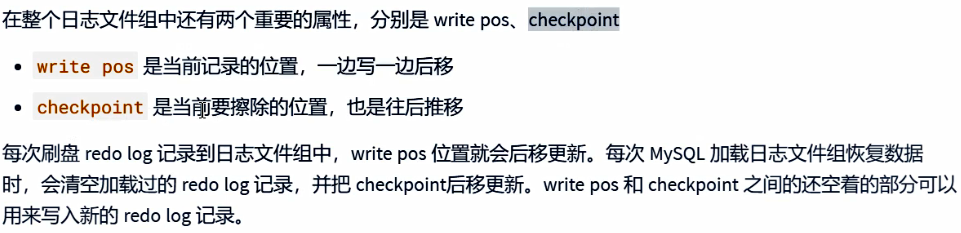 在整个日志文件组中还有两个重要的属性，分别是 write pos、checkpoint
• write pos 是当前记录的位置，一边写一边后移
• checkpoint 是当前要擦除的位置，也是往后推移
每次刷盘 redo log 记录到日志文件组中，write pos 位置就会后移更新。每次 MySQL 加载日志文件组恢复数据
时，会清空加载过的 redo log 记录，并把 checkpoint后移更新。write pos 和 checkpoint 之间的还空着的部分可以
用来写入新的 redo log 记录。